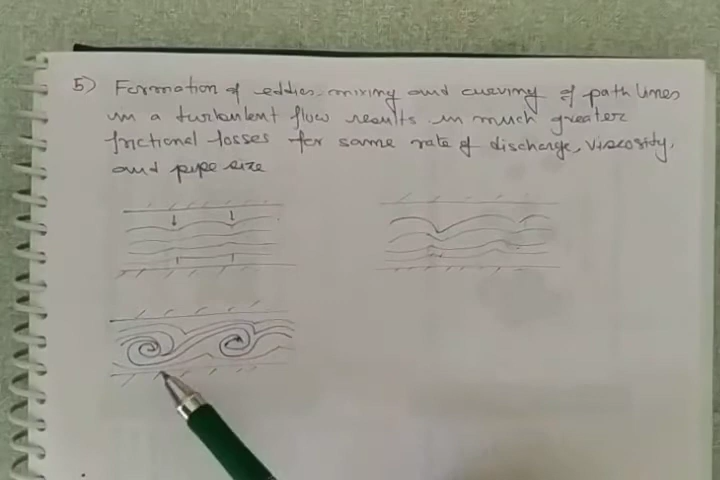 5) Formation of eddies, mixing and curving of path lines
in a turbulent flow results in much greater
frictional losses for same rate of discharge, viscosity,
and pipe size